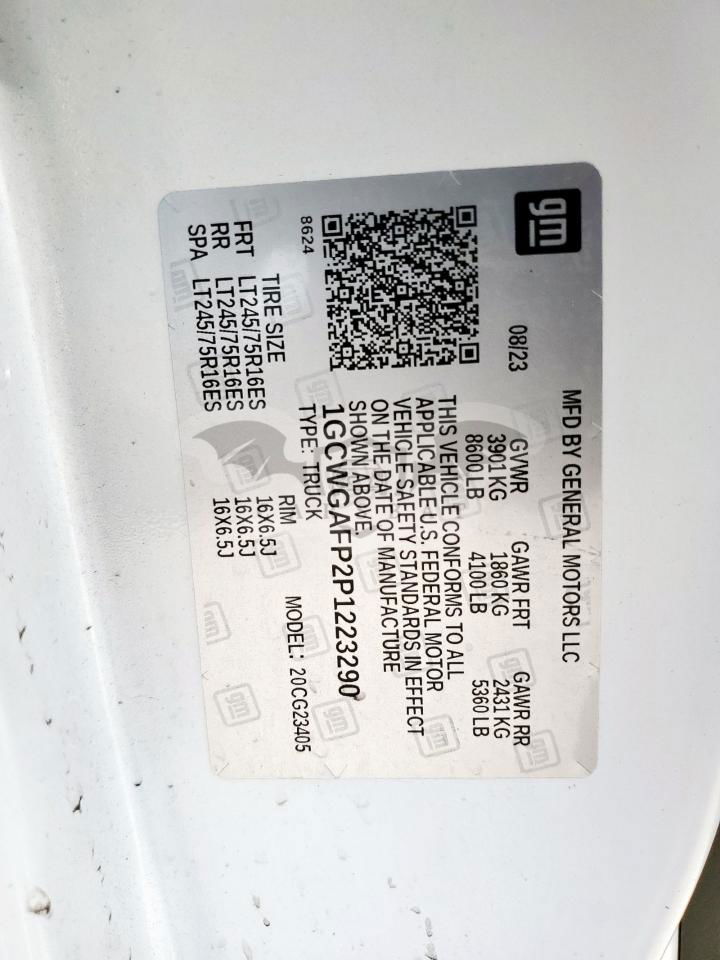 gm
MFD BY GENERAL MOTORS LLC
08/23 GVWR GAWR FRT GAWR RR
3901 KG 1860 KG 2431 KG
8600 LB 4100 LB 5360 LB
THIS VEHICLE CONFORMS TO ALL
APPLICABLE U.S. FEDERAL MOTOR
VEHICLE SAFETY STANDARDS IN EFFECT
ON THE DATE OF MANUFACTURE
SHOWN ABOVE.
1GCWGAFP2P1223290
8624 TYPE: TRUCK MODEL: 20CG23405
TIRE SIZE RIM
FRT LT245/75R16ES 16X6.5J
RR LT245/75R16ES 16X6.5J
SPA LT245/75R16ES 16X6.5J